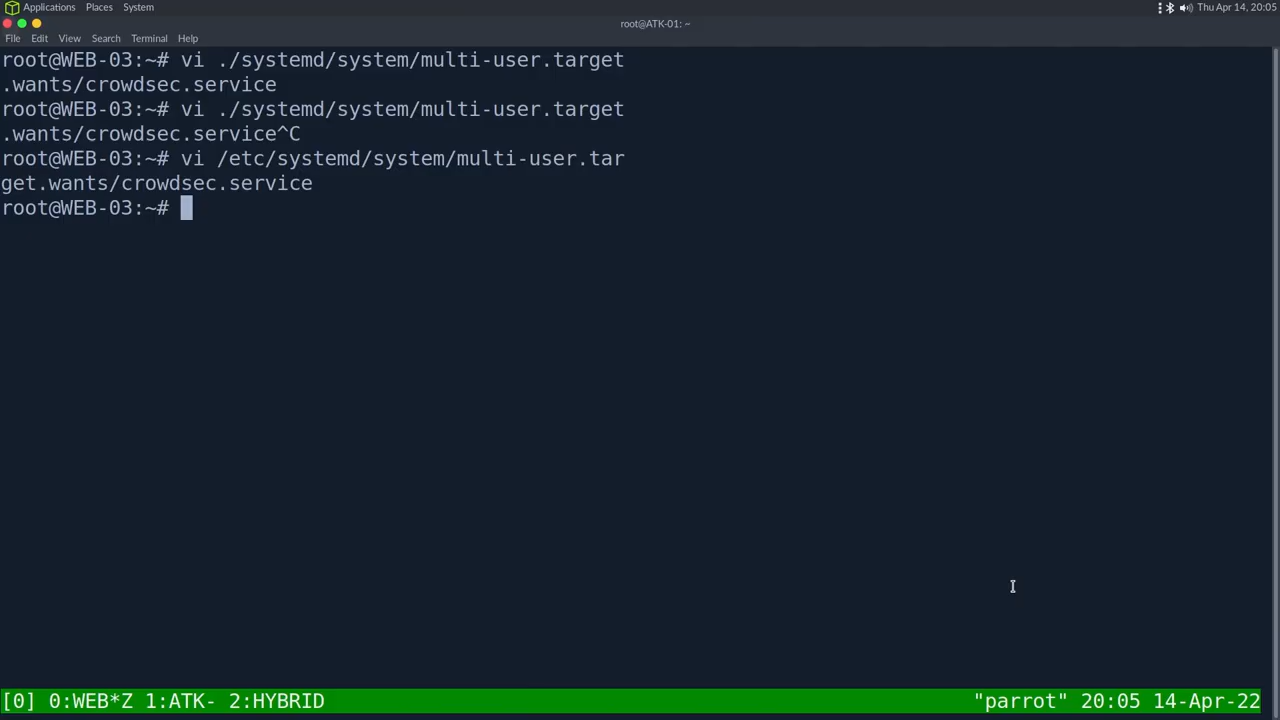 Applications Places System
Thu Apr 14, 20:05
root@ATK-01: ~
File Edit View Search Terminal Help
root@WEB-03:~# vi ./systemd/system/multi-user.target
.wants/crowdsec.service
root@WEB-03:~# vi ./systemd/system/multi-user.target
.wants/crowdsec.service^C
root@WEB-03:~# vi /etc/systemd/system/multi-user.tar
get.wants/crowdsec.service
root@WEB-03:~#
[0] 0:WEB*Z 1:ATK- 2:HYBRID "parrot" 20:05 14-Apr-22